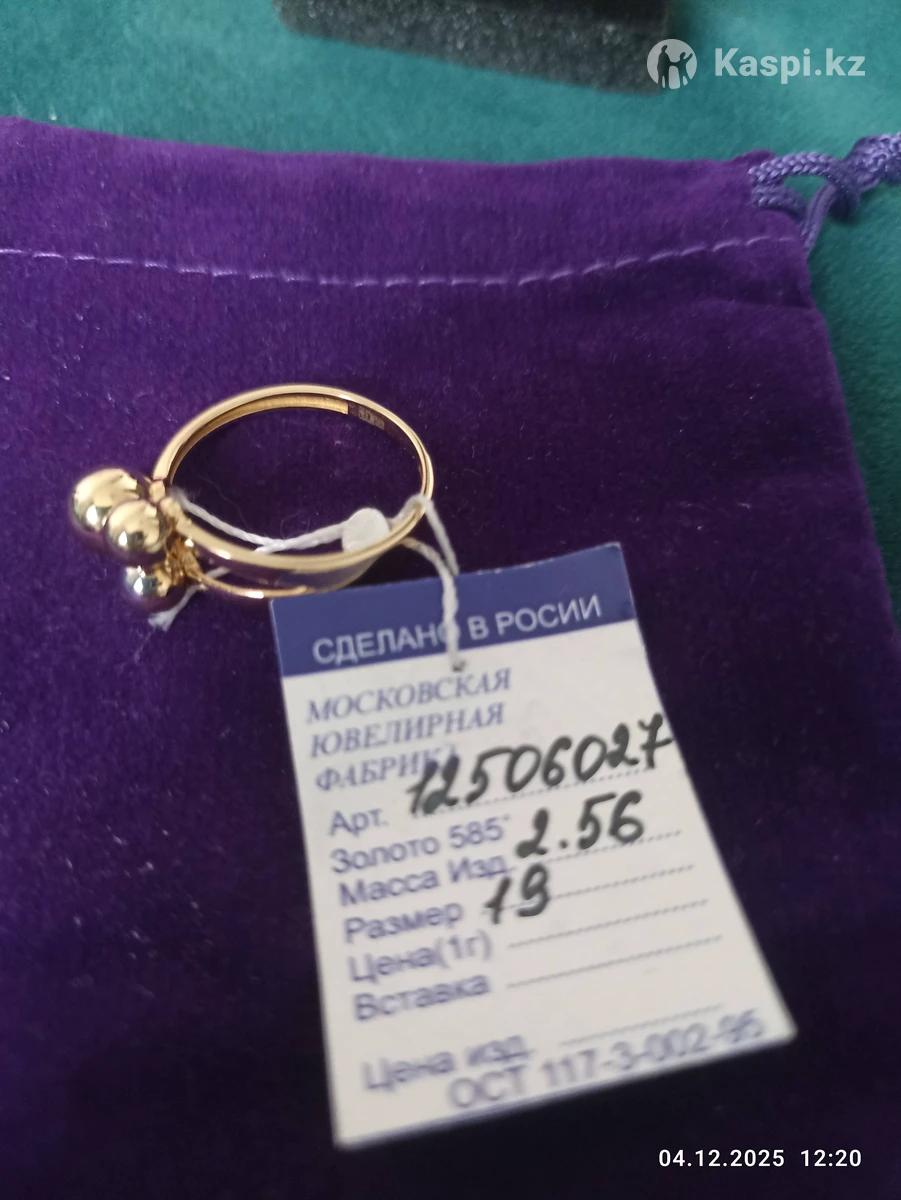 Kaspi.kz
СДЕЛАНО В РОСИИ
МОСКОВСКАЯ
ЮВЕЛИРНАЯ
ФАБРИКА
Арт. 12506027
Золото 585°
Масса Изд. 2.56
Размер 19
Цена(1г)
Вставка
Цена изд.
ОСТ 117-3-002-95
04.12.2025 12:20